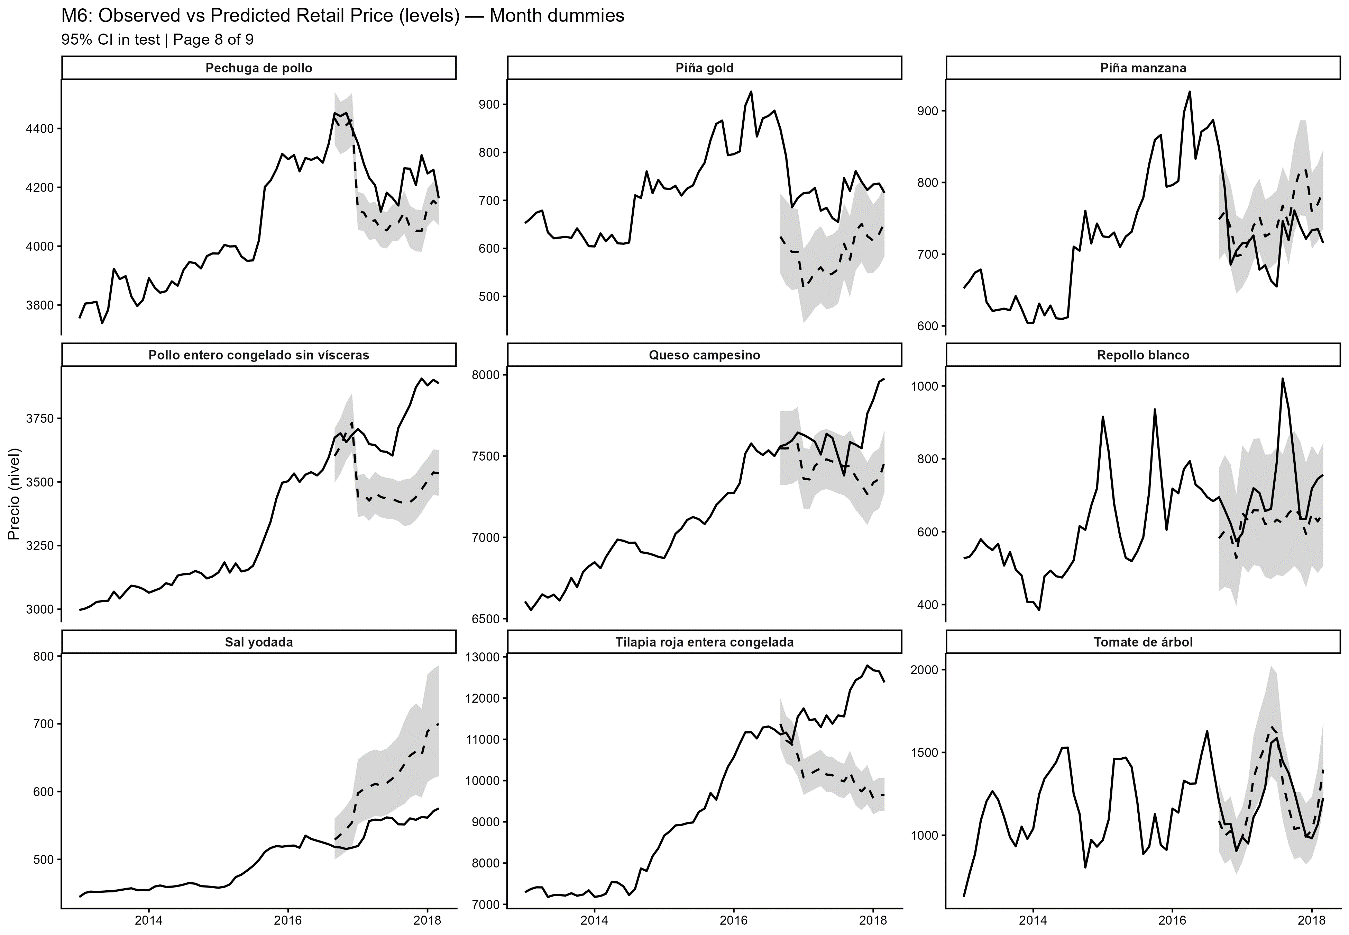 M6: Observed vs Predicted Retail Price (levels) — Month dummies
95% CI in test | Page 8 of 9
Pechuga de pollo
Piña gold
Piña manzana
4400
4200
4000
3800
900
800
700
600
500
900
800
700
600
Pollo entero congelado sin vísceras
Queso campesino
Repollo blanco
Precio (nivel)
3750
3500
3250
3000
8000
7500
7000
6500
1000
800
600
400
Sal yodada
Tilapia roja entera congelada
Tomate de árbol
800
700
600
500
13000
12000
11000
10000
9000
8000
7000
2000
1500
1000
2014 2016 2018
2014 2016 2018
2014 2016 2018